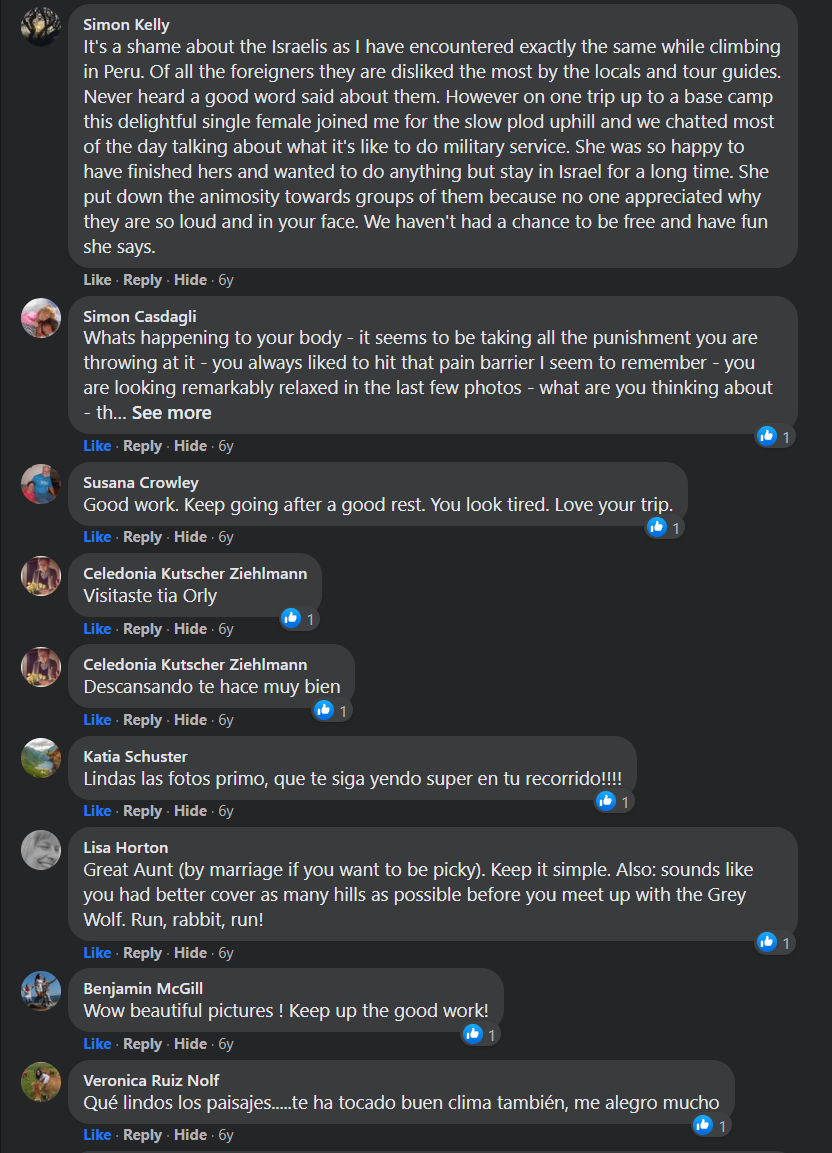 Simon Kelly
It's a shame about the Israelis as I have encountered exactly the same while climbing
in Peru. Of all the foreigners they are disliked the most by the locals and tour guides.
Never heard a good word said about them. However on one trip up to a base camp
this delightful single female joined me for the slow plod uphill and we chatted most
of the day talking about what it's like to do military service. She was so happy to
have finished hers and wanted to do anything but stay in Israel for a long time. She
put down the animosity towards groups of them because no one appreciated why
they are so loud and in your face. We haven't had a chance to be free and have fun
she says.
Like · Reply · Hide · 6y
Simon Casdagli
Whats happening to your body - it seems to be taking all the punishment you are
throwing at it - you always liked to hit that pain barrier I seem to remember - you
are looking remarkably relaxed in the last few photos - what are you thinking about
- th... See more
1
Like · Reply · Hide · 6y
Susana Crowley
Good work. Keep going after a good rest. You look tired. Love your trip.
1
Like · Reply · Hide · 6y
Celedonia Kutscher Ziehlmann
Visitaste tia Orly
1
Like · Reply · Hide · 6y
Celedonia Kutscher Ziehlmann
Descansando te hace muy bien
1
Like · Reply · Hide · 6y
Katia Schuster
Lindas las fotos primo, que te siga yendo super en tu recorrido!!!!
1
Like · Reply · Hide · 6y
Lisa Horton
Great Aunt (by marriage if you want to be picky). Keep it simple. Also: sounds like
you had better cover as many hills as possible before you meet up with the Grey
Wolf. Run, rabbit, run!
1
Like · Reply · Hide · 6y
Benjamin McGill
Wow beautiful pictures ! Keep up the good work!
1
Like · Reply · Hide · 6y
Veronica Ruiz Nolf
Qué lindos los paisajes.....te ha tocado buen clima también, me alegro mucho
1
Like · Reply · Hide · 6y